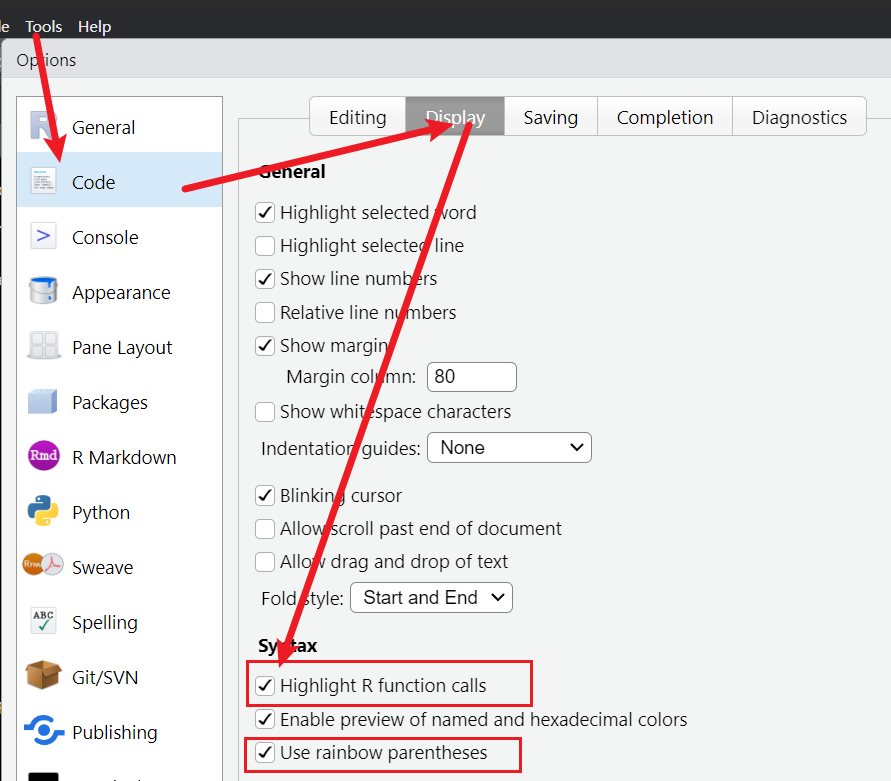 le Tools Help
Options
General
Code
Console
Appearance
Pane Layout
Packages
Rmd
R Markdown
Python
Rnw
Sweave
ABC
Spelling
Git/SVN
Publishing
Editing Display Saving Completion Diagnostics
General
Highlight selected word
Highlight selected line
Show line numbers
Relative line numbers
Show margin
Margin column: 80
Show whitespace characters
Indentation guides: None
Blinking cursor
Allow scroll past end of document
Allow drag and drop of text
Fold style: Start and End
Syntax
Highlight R function calls
Enable preview of named and hexadecimal colors
Use rainbow parentheses